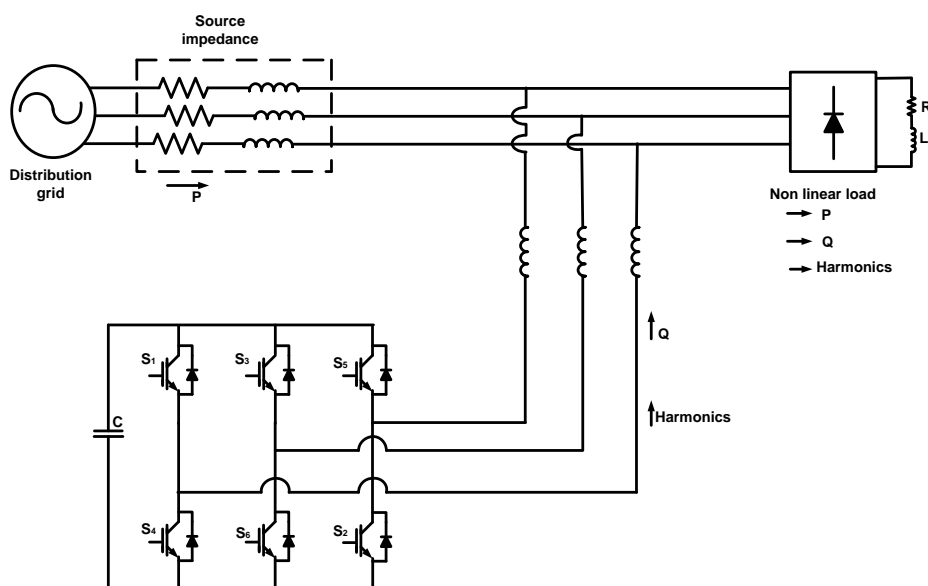 Source
impedance
R
L
Distribution
grid
P
Non linear load
P
Q
Harmonics
Q
S1
S3
S5
Harmonics
C
S4
S6
S2